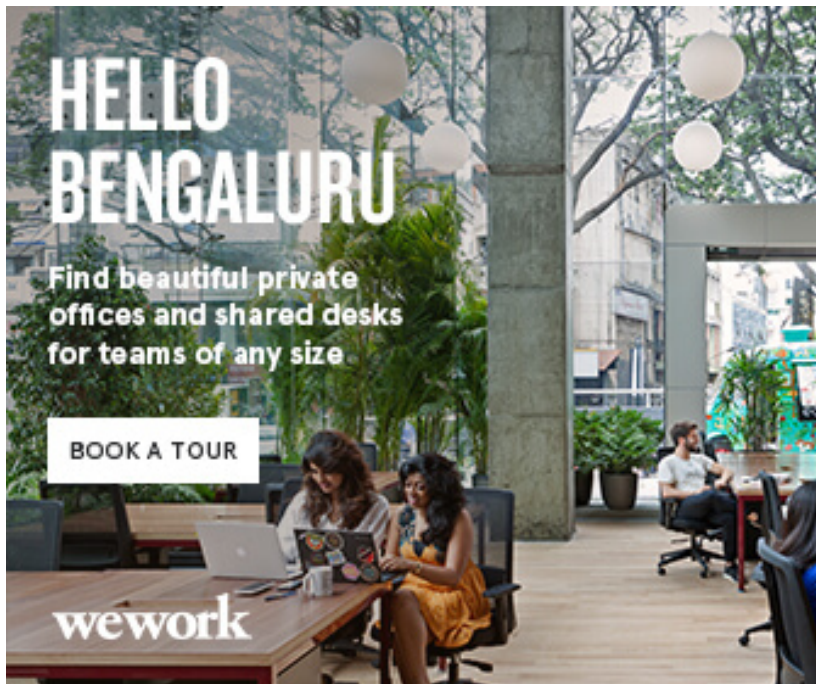 HELLO
BENGALURU
Find beautiful private
offices and shared desks
for teams of any size
BOOK A TOUR
wework